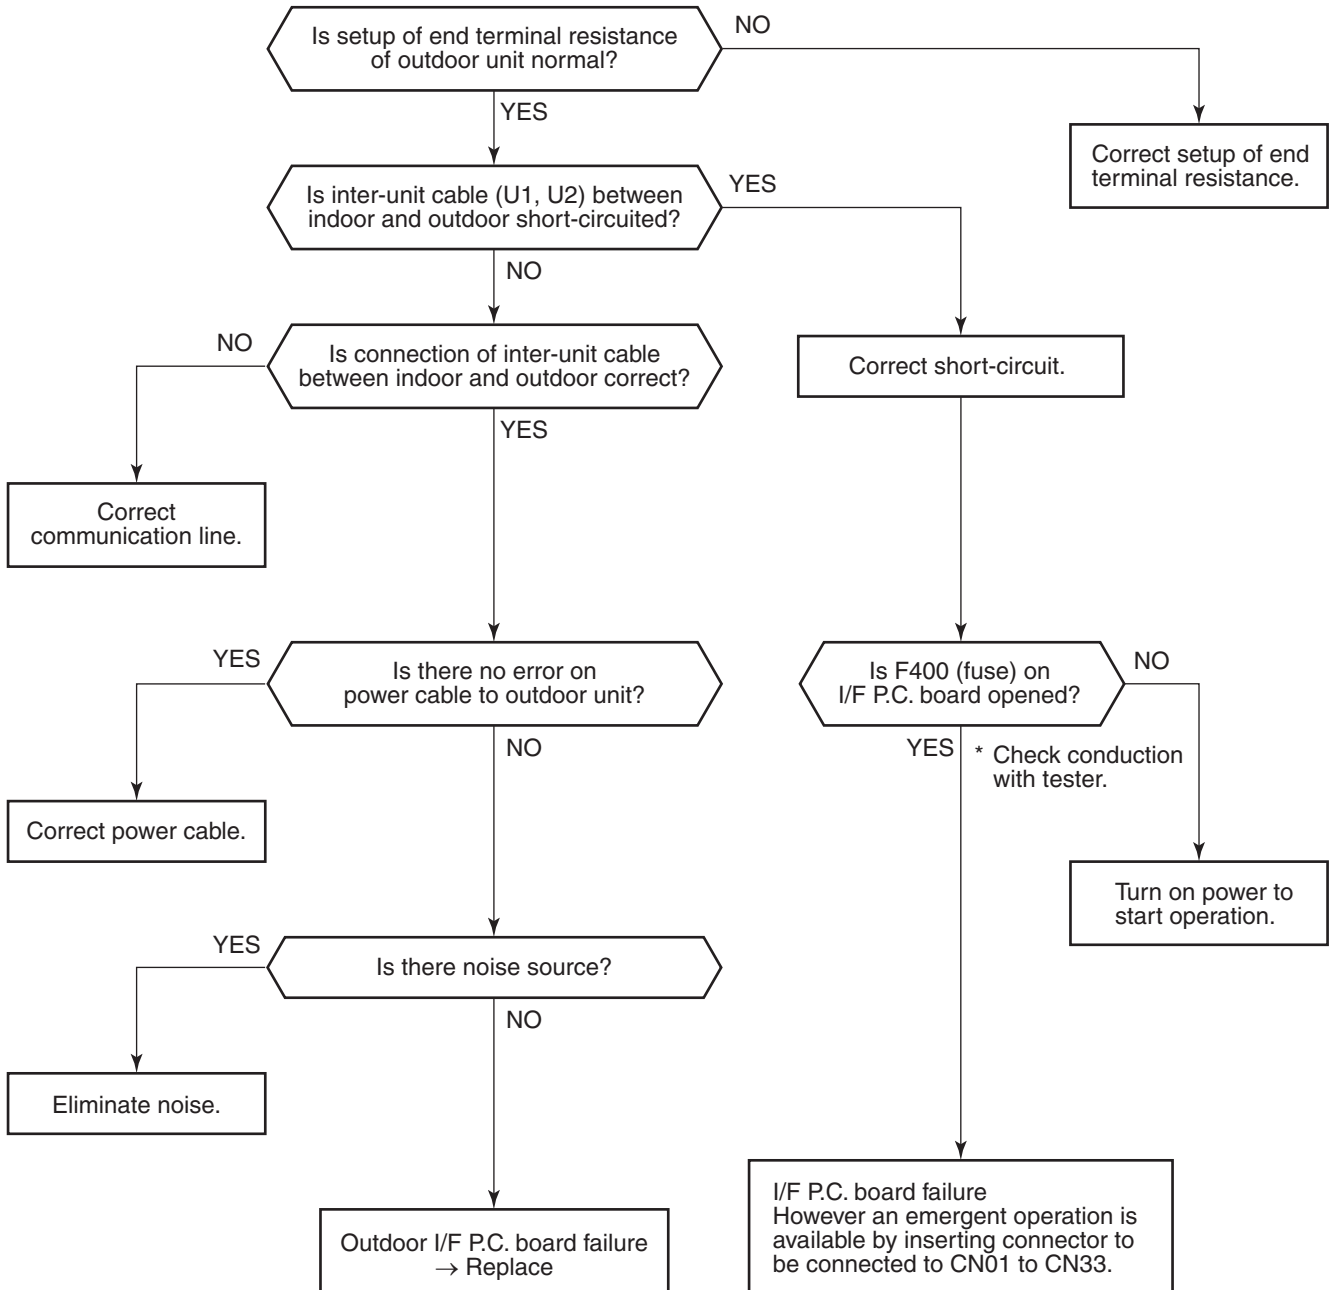 Is setup of end terminal resistance
of outdoor unit normal?
NO
YES
Correct setup of end
terminal resistance.
Is inter-unit cable (U1, U2) between
indoor and outdoor short-circuited?
YES
NO
NO
Is connection of inter-unit cable
between indoor and outdoor correct?
Correct short-circuit.
YES
Correct
communication line.
YES
Is there no error on
power cable to outdoor unit?
Is F400 (fuse) on
I/F P.C. board opened?
NO
NO
YES
* Check conduction
with tester.
Correct power cable.
Turn on power to
start operation.
YES
Is there noise source?
NO
Eliminate noise.
Outdoor I/F P.C. board failure
→ Replace
I/F P.C. board failure
However an emergent operation is
available by inserting connector to
be connected to CN01 to CN33.